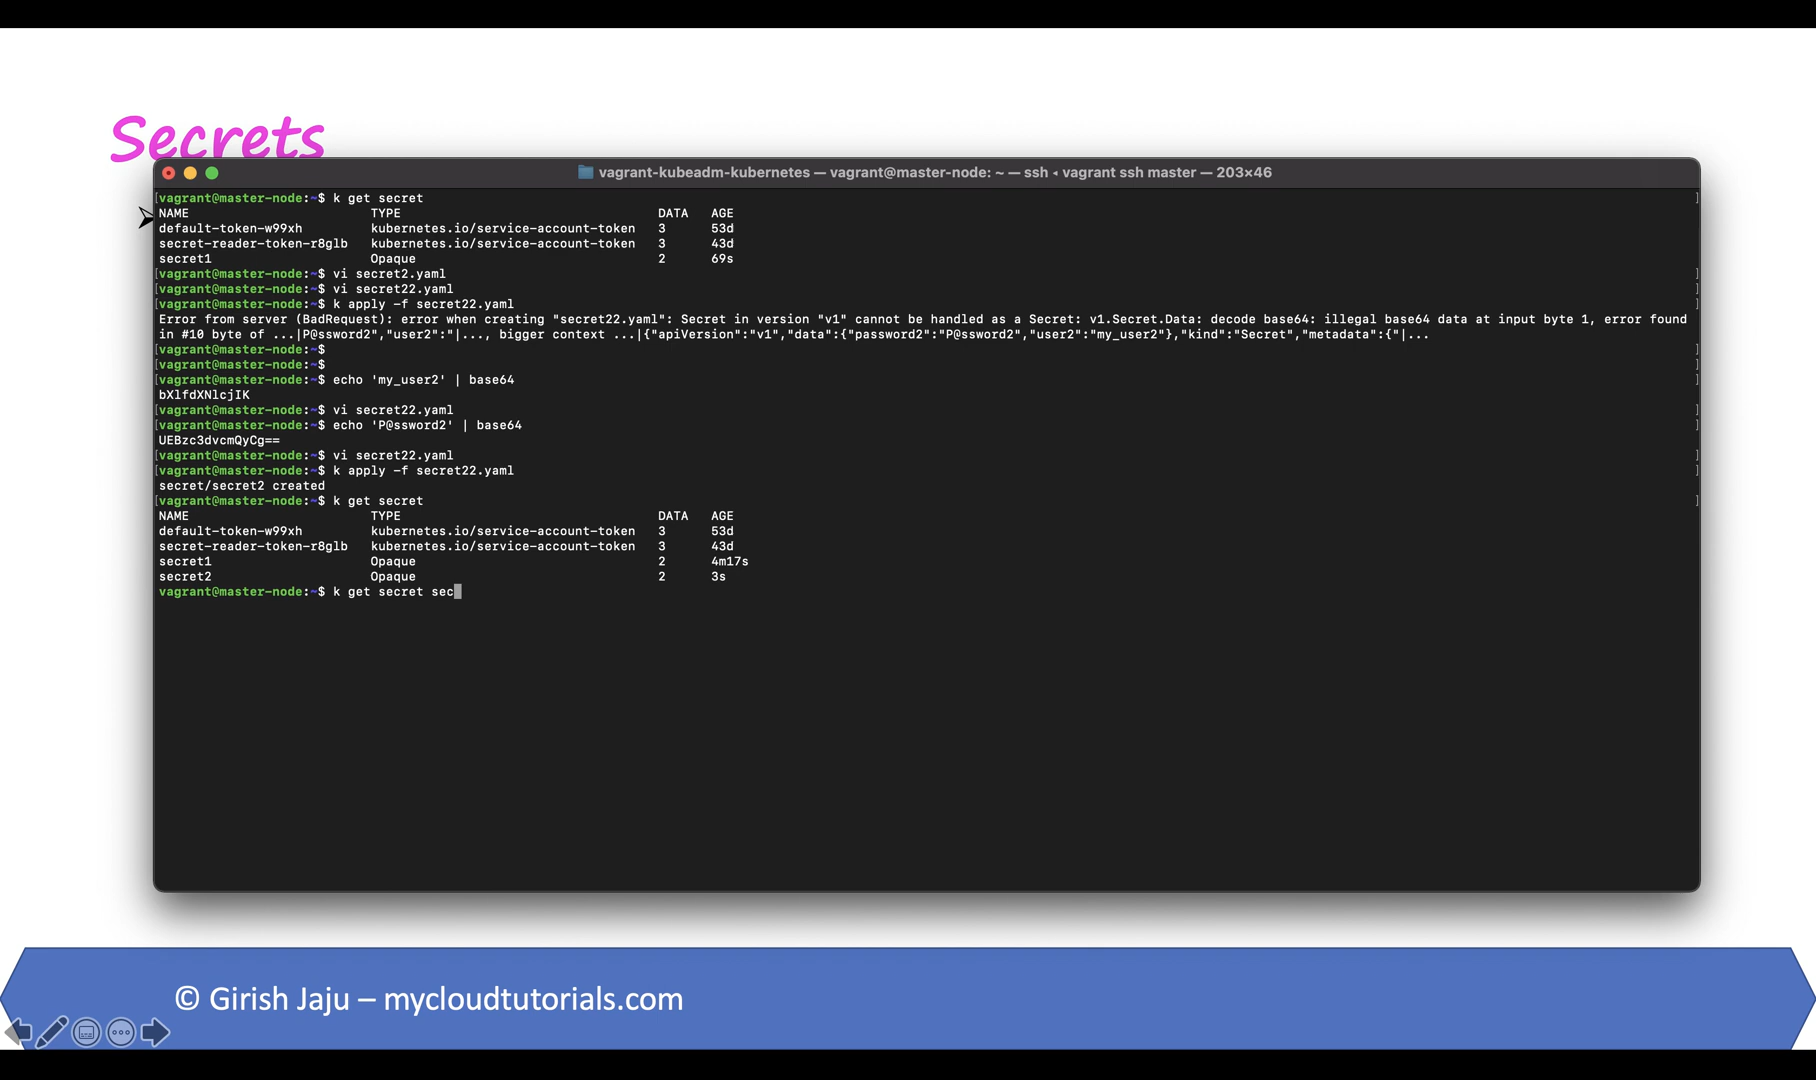 Secrets
vagrant-kubeadm-kubernetes — vagrant@master-node: ~ — ssh ◂ vagrant ssh master — 203×46
[vagrant@master-node:~$ k get secret ]
NAME TYPE DATA AGE
default-token-w99xh kubernetes.io/service-account-token 3 53d
secret-reader-token-r8glb kubernetes.io/service-account-token 3 43d
secret1 Opaque 2 69s
[vagrant@master-node:~$ vi secret2.yaml ]
[vagrant@master-node:~$ vi secret22.yaml ]
[vagrant@master-node:~$ k apply -f secret22.yaml ]
Error from server (BadRequest): error when creating "secret22.yaml": Secret in version "v1" cannot be handled as a Secret: v1.Secret.Data: decode base64: illegal base64 data at input byte 1, error found
in #10 byte of ...|P@ssword2","user2":"|..., bigger context ...|{"apiVersion":"v1","data":{"password2":"P@ssword2","user2":"my_user2"},"kind":"Secret","metadata":{"|...
[vagrant@master-node:~$ ]
[vagrant@master-node:~$ ]
[vagrant@master-node:~$ echo 'my_user2' | base64 ]
bXlfdXNlcjIK
[vagrant@master-node:~$ vi secret22.yaml ]
[vagrant@master-node:~$ echo 'P@ssword2' | base64 ]
UEBzc3dvcmQyCg==
[vagrant@master-node:~$ vi secret22.yaml ]
[vagrant@master-node:~$ k apply -f secret22.yaml ]
secret/secret2 created
[vagrant@master-node:~$ k get secret ]
NAME TYPE DATA AGE
default-token-w99xh kubernetes.io/service-account-token 3 53d
secret-reader-token-r8glb kubernetes.io/service-account-token 3 43d
secret1 Opaque 2 4m17s
secret2 Opaque 2 3s
vagrant@master-node:~$ k get secret sec
© Girish Jaju – mycloudtutorials.com